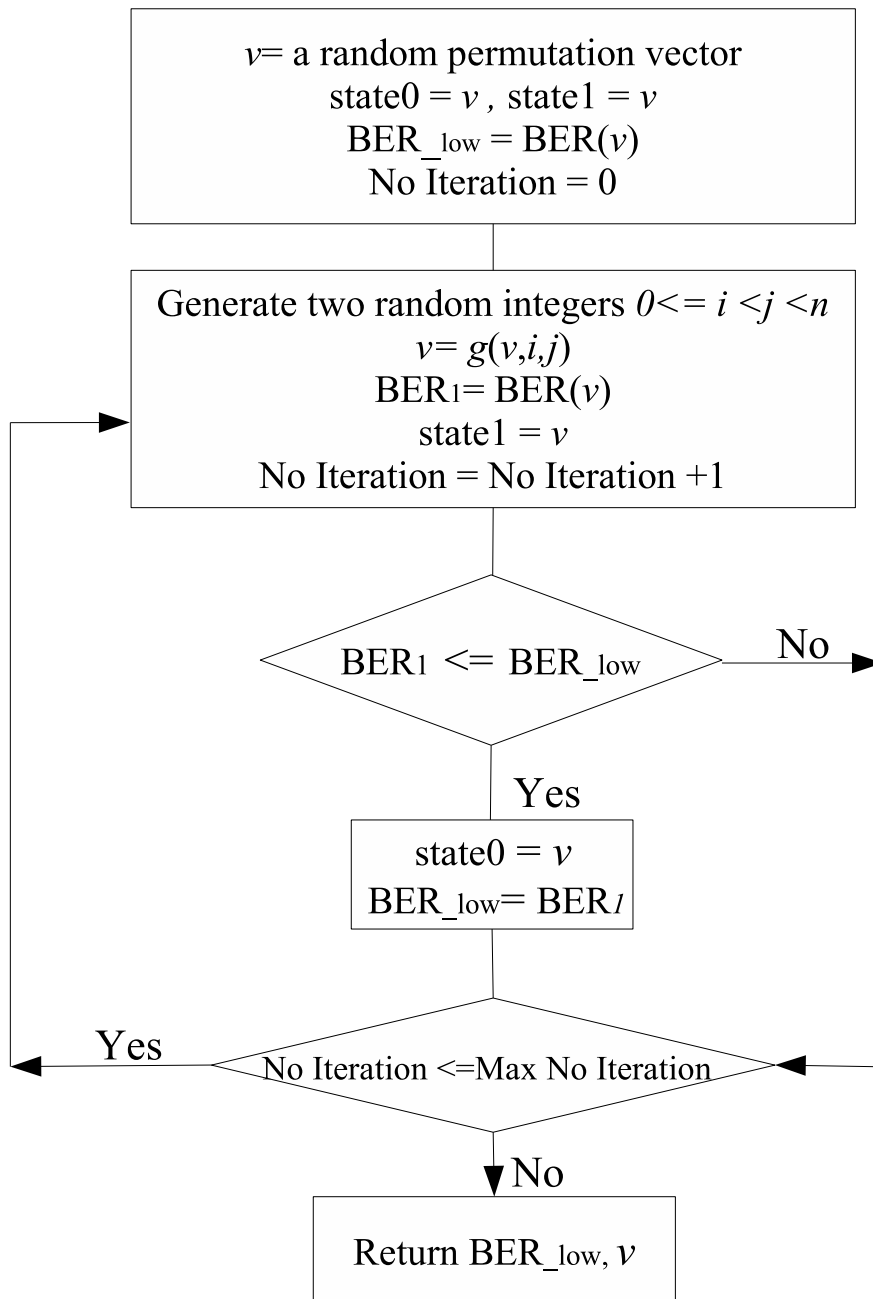 v= a random permutation vector
state0 = v , state1 = v
BER_low = BER(v)
No Iteration = 0
Generate two random integers 0<= i <j <n
v= g(v,i,j)
BER1= BER(v)
state1 = v
No Iteration = No Iteration +1
BER1 <= BER_low
No
Yes
state0 = v
BER_low= BER1
Yes
No Iteration <=Max No Iteration
No
Return BER_low, v